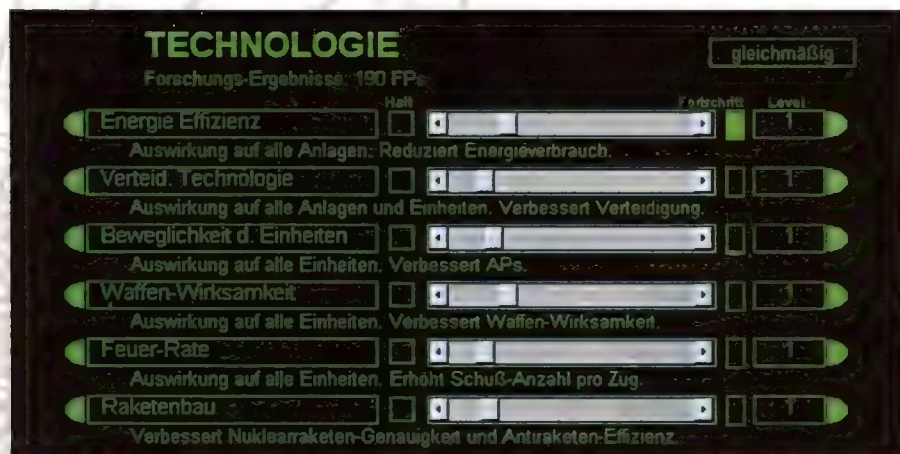 TECHNOLOGIE
gleichmäßig
Forschungs-Ergebnisse: 190 FPs
Halt Fortschritt Level
Energie Effizienz 1
Auswirkung auf alle Anlagen. Reduziert Energieverbrauch.
Verteid. Technologie 1
Auswirkung auf alle Anlagen und Einheiten. Verbessert Verteidigung.
Beweglichkeit d. Einheiten 1
Auswirkung auf alle Einheiten. Verbessert APs.
Waffen-Wirksamkeit 1
Auswirkung auf alle Einheiten. Verbessert Waffen-Wirksamkeit.
Feuer-Rate 1
Auswirkung auf alle Einheiten. Erhöht Schuß-Anzahl pro Zug.
Raketenbau 1
Verbessert Nuklearraketen-Genauigkeit und Antiraketen-Effizienz.